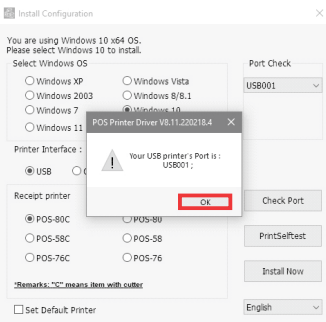 Install Configuration
You are using Windows 10 x64 OS.
Please select Windows 10 to install.
Select Windows OS
Port Check
Windows XP
Windows Vista
USB001
Windows 2003
Windows 8/8.1
Windows 7
Windows 10
Windows 11
POS Printer Driver V8.11.220218.4
Your USB printer's Port is :
USB001 ;
OK
Printer Interface :
USB
Receipt printer
Check Port
POS-80C
POS-80
POS-58C
POS-58
PrintSelftest
POS-76C
POS-76
Install Now
*Remarks: "C" means item with cutter
Set Default Printer
English